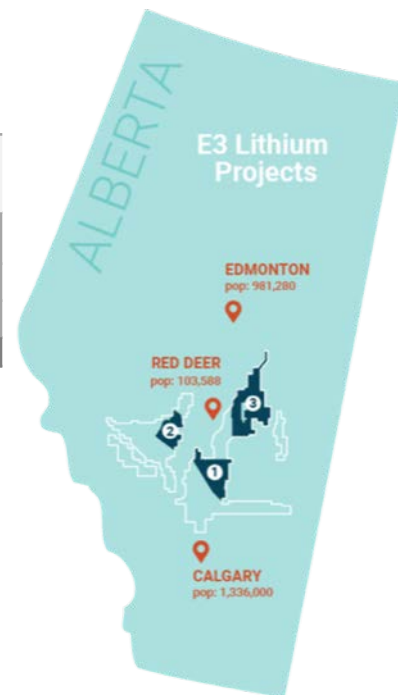 ALBERTA
E3 Lithium
Projects
EDMONTON
pop: 981,280
RED DEER
pop: 103,588
3
2
1
CALGARY
pop: 1,336,000